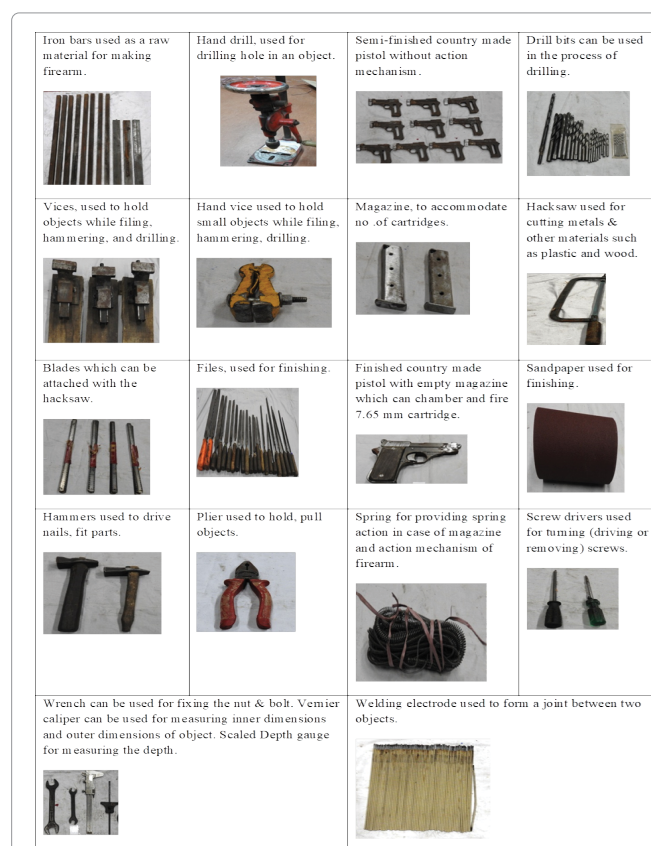 Iron bars used as a raw
material for making
firearm.
Hand drill, used for
drilling hole in an object.
Semi-finished country made
pistol without action
mechanism.
Drill bits can be used
in the process of
drilling.
Vices, used to hold
objects while filing,
hammering, and drilling.
Hand vice used to hold
small objects while filing,
hammering, drilling.
Magazine, to accommodate
no .of cartridges.
Hacksaw used for
cutting metals &
other materials such
as plastic and wood.
Blades which can be
attached with the
hacksaw.
Files, used for finishing.
Finished country made
pistol with empty magazine
which can chamber and fire
7.65 mm cartridge.
Sandpaper used for
finishing.
Hammers used to drive
nails, fit parts.
Plier used to hold, pull
objects.
Spring for providing spring
action in case of magazine
and action mechanism of
firearm.
Screw drivers used
for turning (driving or
removing) screws.
Wrench can be used for fixing the nut & bolt. Vernier
caliper can be used for measuring inner dimensions
and outer dimensions of object. Scaled Depth gauge
for measuring the depth.
Welding electrode used to form a joint between two
objects.